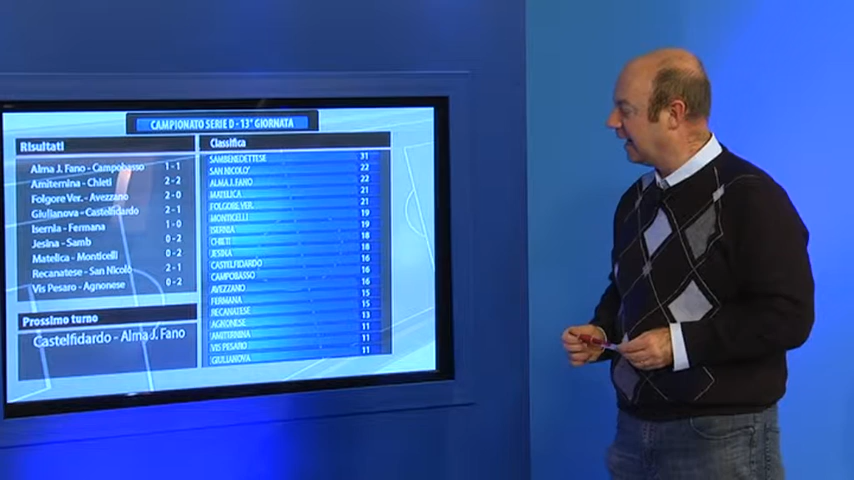 CAMPIONATO SERIE D - 13° GIORNATA
Risultati
Alma J. Fano - Campobasso 1 - 1
Amiternina - Chieti 2 - 2
Folgore Ver. - Avezzano 2 - 0
Giulianova - Castelfidardo 2 - 1
Isernia - Fermana 1 - 0
Jesina - Samb 0 - 2
Matelica - Monticelli 0 - 2
Recanatese - San Nicolò 2 - 1
Vis Pesaro - Agnonese 0 - 2
Prossimo turno
Castelfidardo - Alma J. Fano
Classifica
SAMBENEDETTESE 31
SAN NICOLO' 22
ALMA J. FANO 22
MATELICA 21
FOLGORE VER. 21
MONTICELLI 19
ISERNIA 19
CHIETI 18
JESINA 18
CASTELFIDARDO 16
CAMPOBASSO 16
AVEZZANO 16
FERMANA 15
RECANATESE 15
AGNONESE 13
AMITERNINA 11
VIS PESARO 11
GIULIANOVA 11